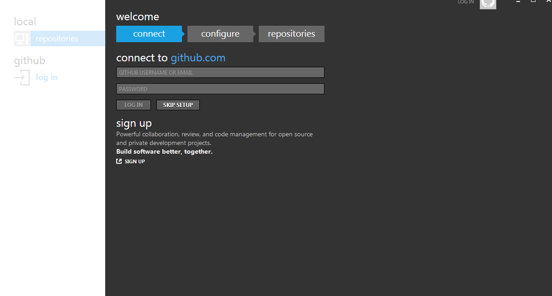 LOG IN
local
repositories
github
log in
welcome
connect
configure
repositories
connect to github.com
GITHUB USERNAME OR EMAIL
PASSWORD
LOG IN
SKIP SETUP
sign up
Powerful collaboration, review, and code management for open source
and private development projects.
Build software better, together.
SIGN UP